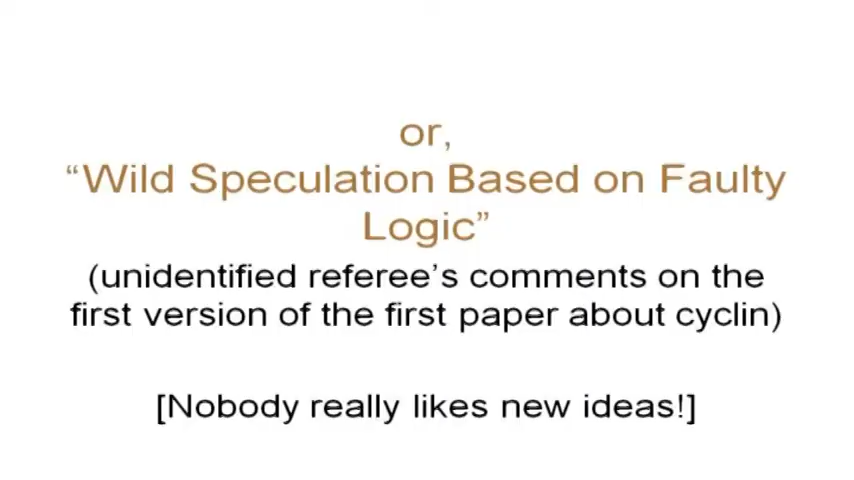 or,
“Wild Speculation Based on Faulty
Logic”
(unidentified referee’s comments on the
first version of the first paper about cyclin)
[Nobody really likes new ideas!]